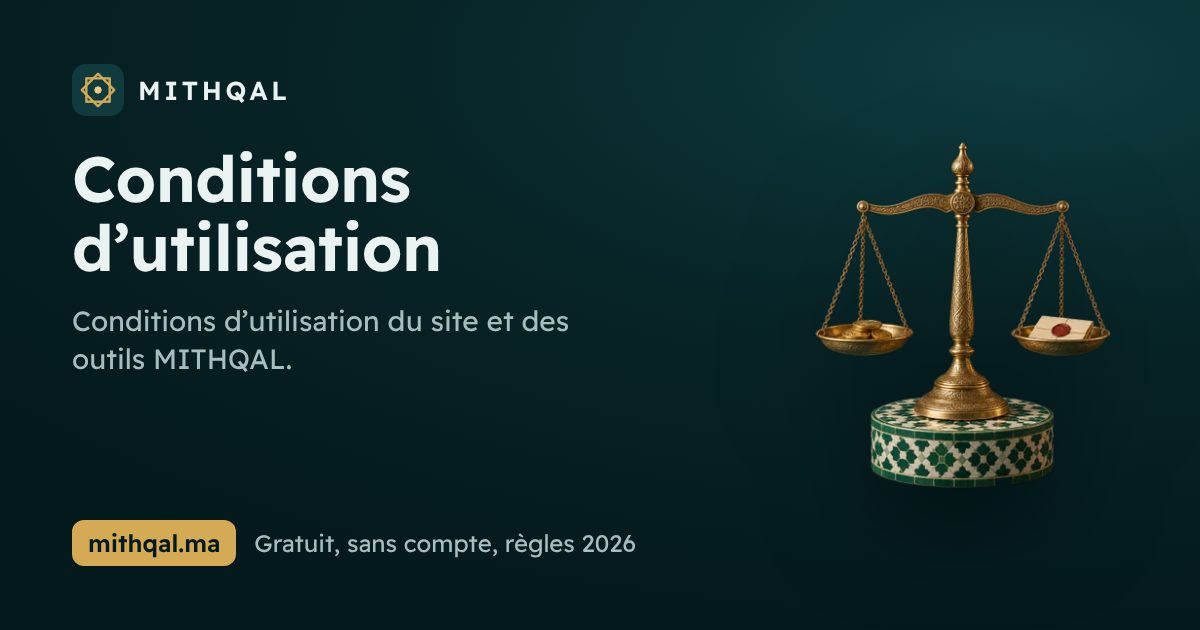 MITHQAL
Conditions
d’utilisation
Conditions d’utilisation du site et des
outils MITHQAL.
mithqal.ma
Gratuit, sans compte, règles 2026